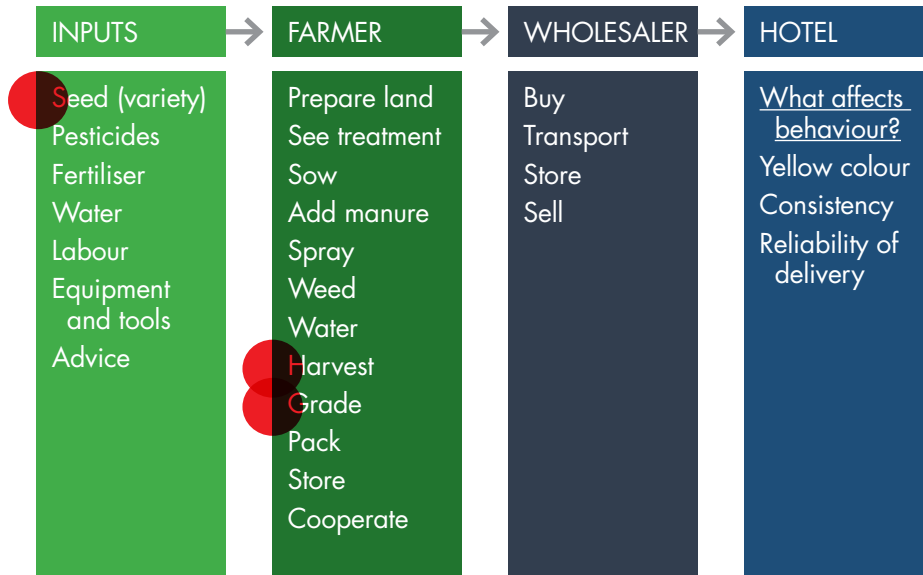 INPUTS
Seed (variety)
Pesticides
Fertiliser
Water
Labour
Equipment
and tools
Advice
FARMER
Prepare land
See treatment
Sow
Add manure
Spray
Weed
Water
Harvest
Grade
Pack
Store
Cooperate
WHOLESALER
Buy
Transport
Store
Sell
HOTEL
What affects
behaviour?
Yellow colour
Consistency
Reliability of
delivery